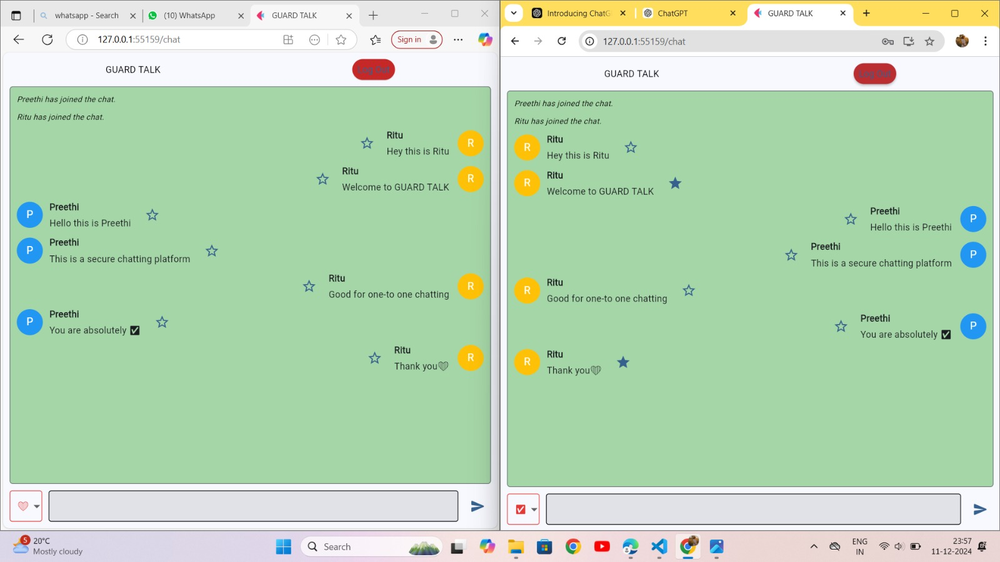 whatsapp - Search
(10) WhatsApp
GUARD TALK
127.0.0.1:55159/chat
Sign in
GUARD TALK
Log Out
Preethi has joined the chat.
Ritu has joined the chat.
Ritu
Hey this is Ritu
R
Ritu
Welcome to GUARD TALK
R
P
Preethi
Hello this is Preethi
P
Preethi
This is a secure chatting platform
Ritu
Good for one-to one chatting
R
P
Preethi
You are absolutely ✅
Ritu
Thank you🩷
R
Introducing ChatG
ChatGPT
GUARD TALK
127.0.0.1:55159/chat
GUARD TALK
Log Out
Preethi has joined the chat.
Ritu has joined the chat.
R
Ritu
Hey this is Ritu
R
Ritu
Welcome to GUARD TALK
Preethi
Hello this is Preethi
P
Preethi
This is a secure chatting platform
P
R
Ritu
Good for one-to one chatting
Preethi
You are absolutely ✅
P
R
Ritu
Thank you🩷
5
20°C
Mostly cloudy
Search
ENG
IN
23:57
11-12-2024